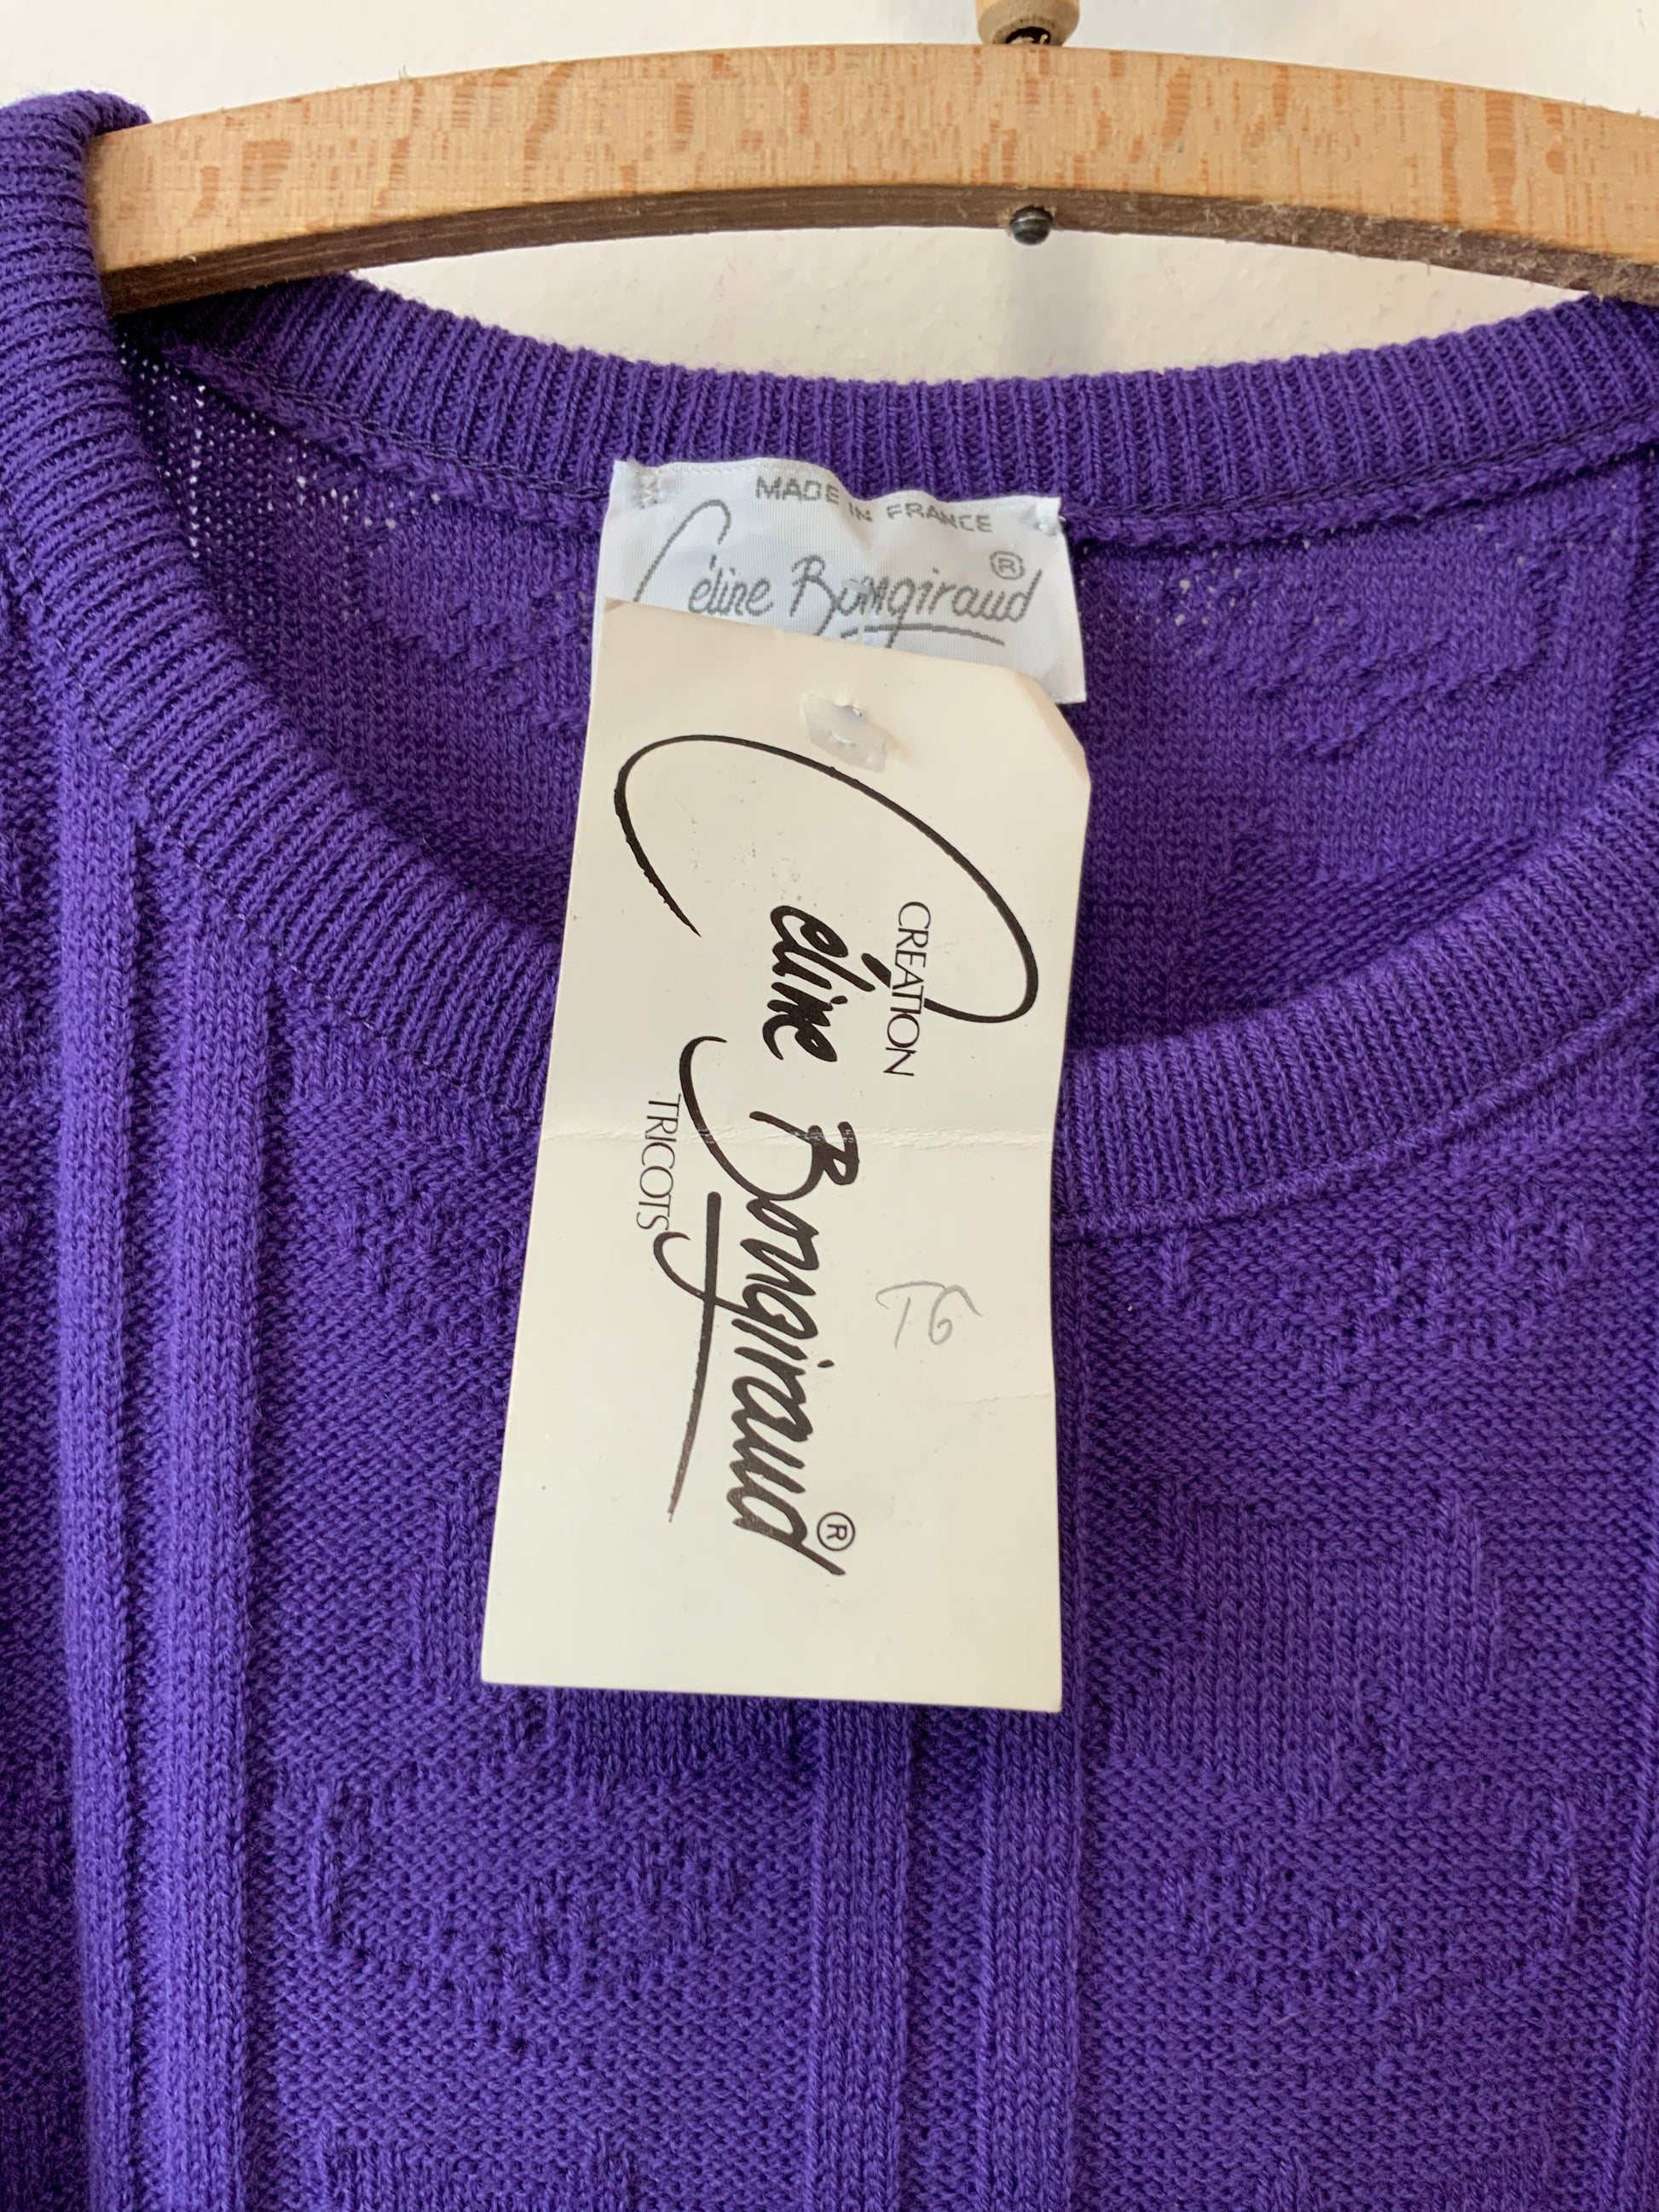 MADE IN FRANCE
Céline Bongiraud ®
CREATION
Céline Bongiraud ®
TRICOTS
T6